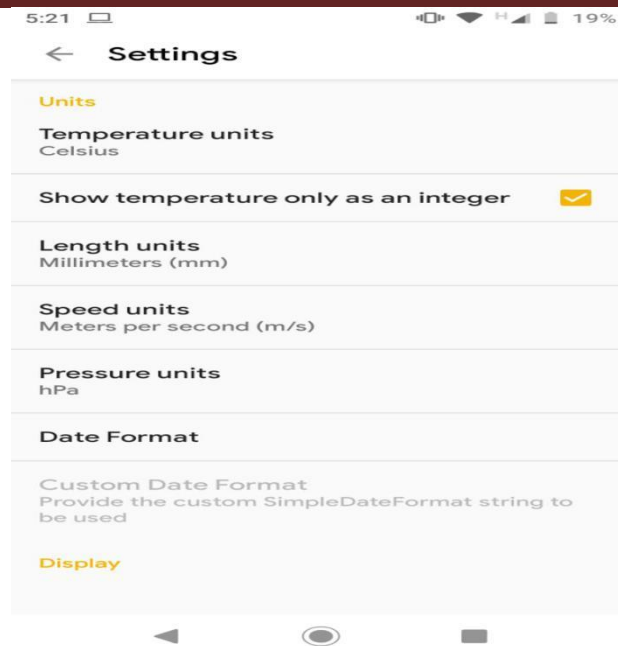 5:21 H 19%
Settings
Units
Temperature units
Celsius
Show temperature only as an integer
Length units
Millimeters (mm)
Speed units
Meters per second (m/s)
Pressure units
hPa
Date Format
Custom Date Format
Provide the custom SimpleDateFormat string to
be used
Display